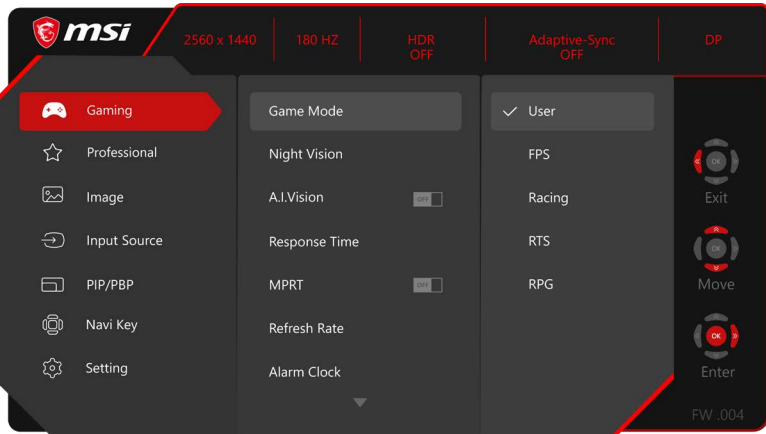 msi
2560 x 1440
180 HZ
HDR
OFF
Adaptive-Sync
OFF
DP
Gaming
Professional
Image
Input Source
PIP/PBP
Navi Key
Setting
Game Mode
Night Vision
A.I.Vision
OFF
Response Time
MPRT
OFF
Refresh Rate
Alarm Clock
User
FPS
Racing
RTS
RPG
OK
Exit
OK
Move
OK
Enter
FW .004